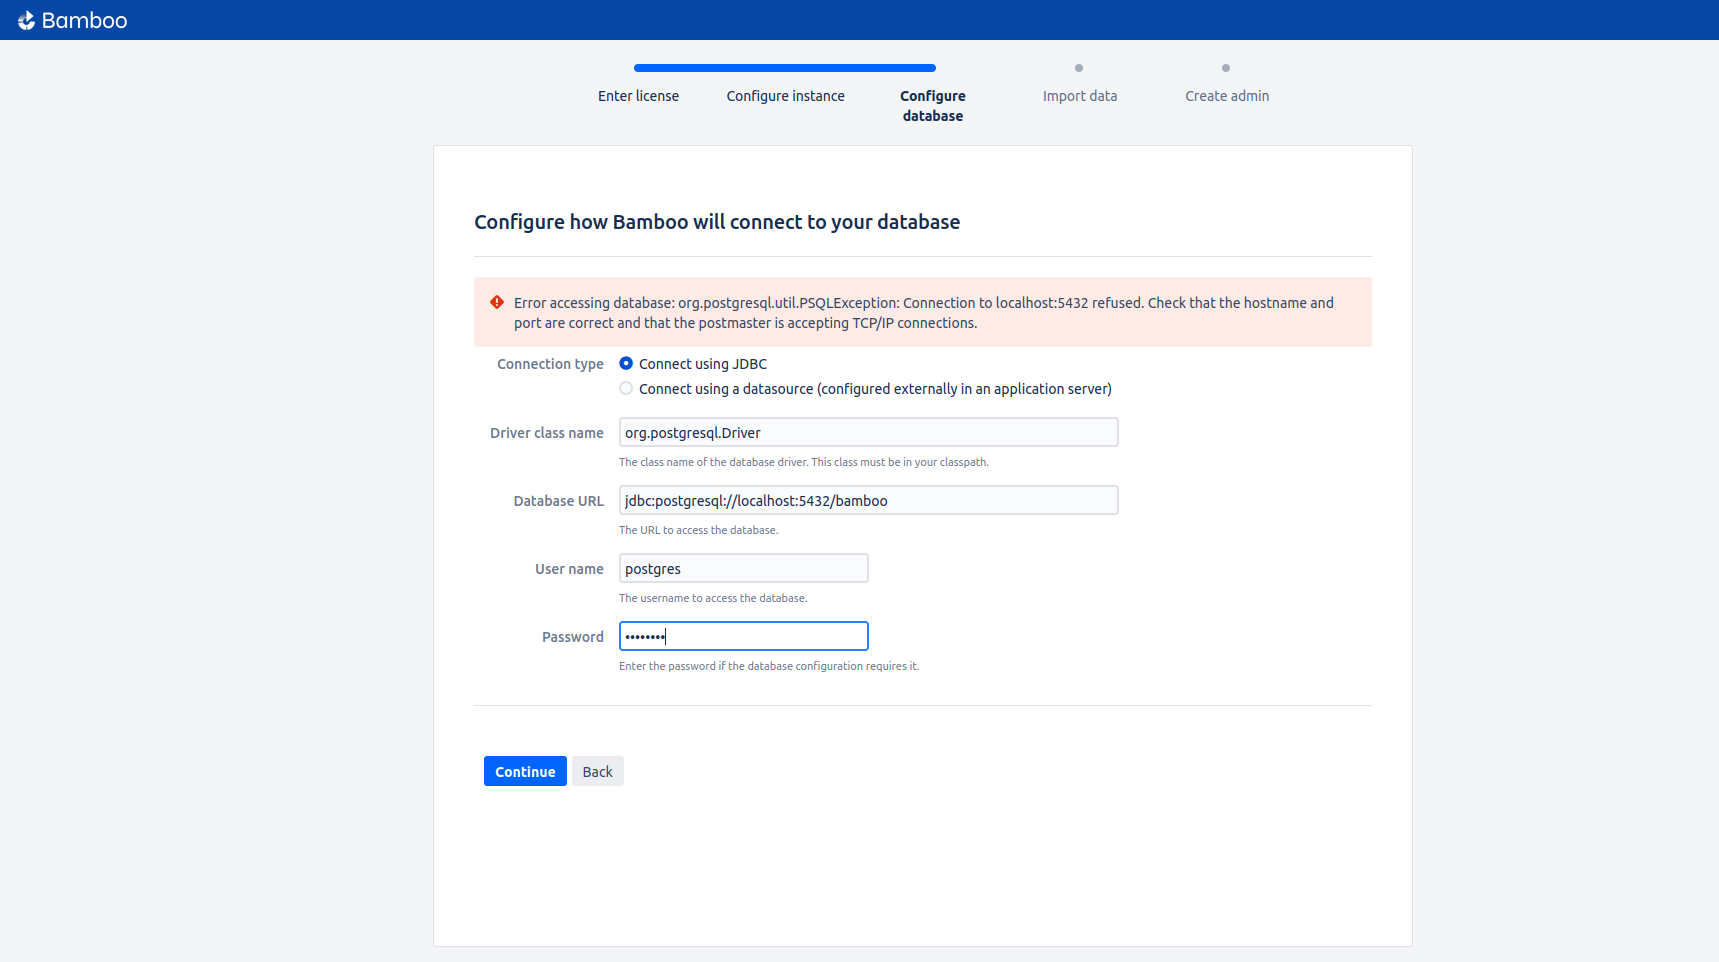 Bamboo
Enter license
Configure instance
Configure
database
Import data
Create admin
Configure how Bamboo will connect to your database
Error accessing database: org.postgresql.util.PSQLException: Connection to localhost:5432 refused. Check that the hostname and
port are correct and that the postmaster is accepting TCP/IP connections.
Connection type
Connect using JDBC
Connect using a datasource (configured externally in an application server)
Driver class name
org.postgresql.Driver
The class name of the database driver. This class must be in your classpath.
Database URL
jdbc:postgresql://localhost:5432/bamboo
The URL to access the database.
User name
postgres
The username to access the database.
Password
••••••••
Enter the password if the database configuration requires it.
Continue
Back